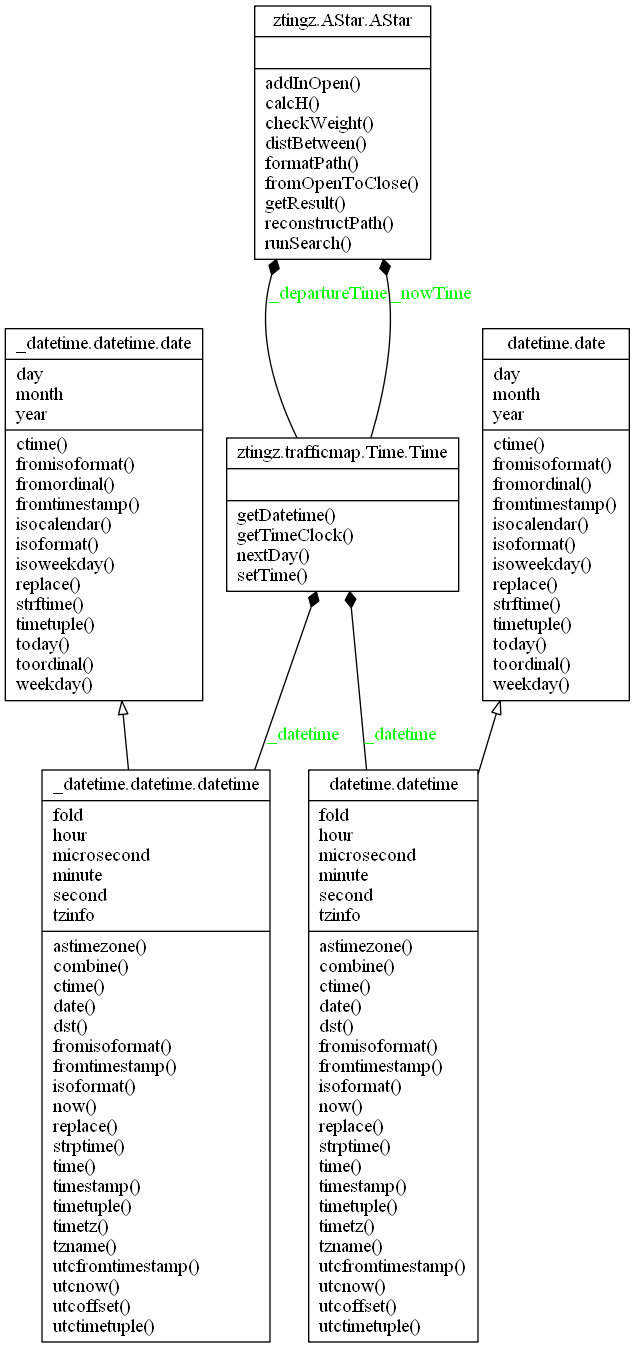 ztingz.AStar.AStar
addInOpen()
calcH()
checkWeight()
distBetween()
formatPath()
fromOpenToClose()
getResult()
reconstructPath()
runSearch()
_departureTime
_nowTime
_datetime.datetime.date
day
month
year
ctime()
fromisoformat()
fromordinal()
fromtimestamp()
isocalendar()
isoformat()
isoweekday()
replace()
strftime()
timetuple()
today()
toordinal()
weekday()
ztingz.trafficmap.Time.Time
getDatetime()
getTimeClock()
nextDay()
setTime()
datetime.date
day
month
year
ctime()
fromisoformat()
fromordinal()
fromtimestamp()
isocalendar()
isoformat()
isoweekday()
replace()
strftime()
timetuple()
today()
toordinal()
weekday()
_datetime
_datetime
_datetime.datetime.datetime
fold
hour
microsecond
minute
second
tzinfo
astimezone()
combine()
ctime()
date()
dst()
fromisoformat()
fromtimestamp()
isoformat()
now()
replace()
strptime()
time()
timestamp()
timetuple()
timetz()
tzname()
utcfromtimestamp()
utcnow()
utcoffset()
utctimetuple()
datetime.datetime
fold
hour
microsecond
minute
second
tzinfo
astimezone()
combine()
ctime()
date()
dst()
fromisoformat()
fromtimestamp()
isoformat()
now()
replace()
strptime()
time()
timestamp()
timetuple()
timetz()
tzname()
utcfromtimestamp()
utcnow()
utcoffset()
utctimetuple()